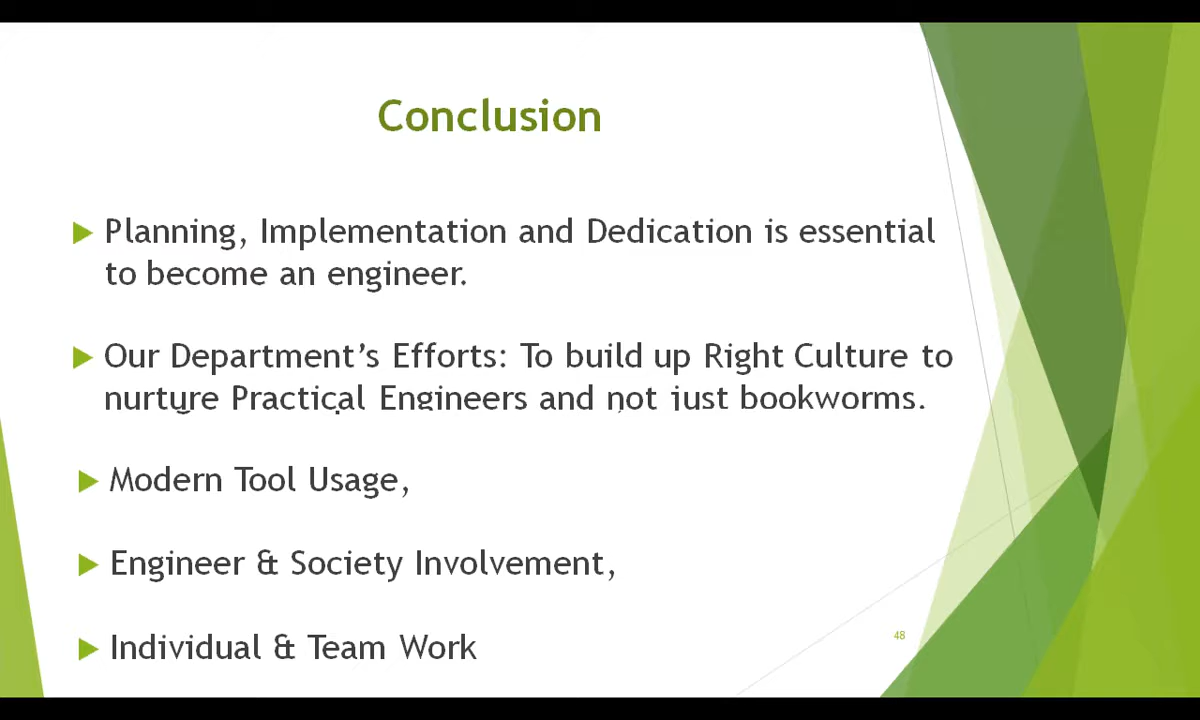 Conclusion
Planning, Implementation and Dedication is essential
to become an engineer.
Our Department’s Efforts: To build up Right Culture to
nurture Practical Engineers and not just bookworms.
Modern Tool Usage,
Engineer & Society Involvement,
Individual & Team Work
48